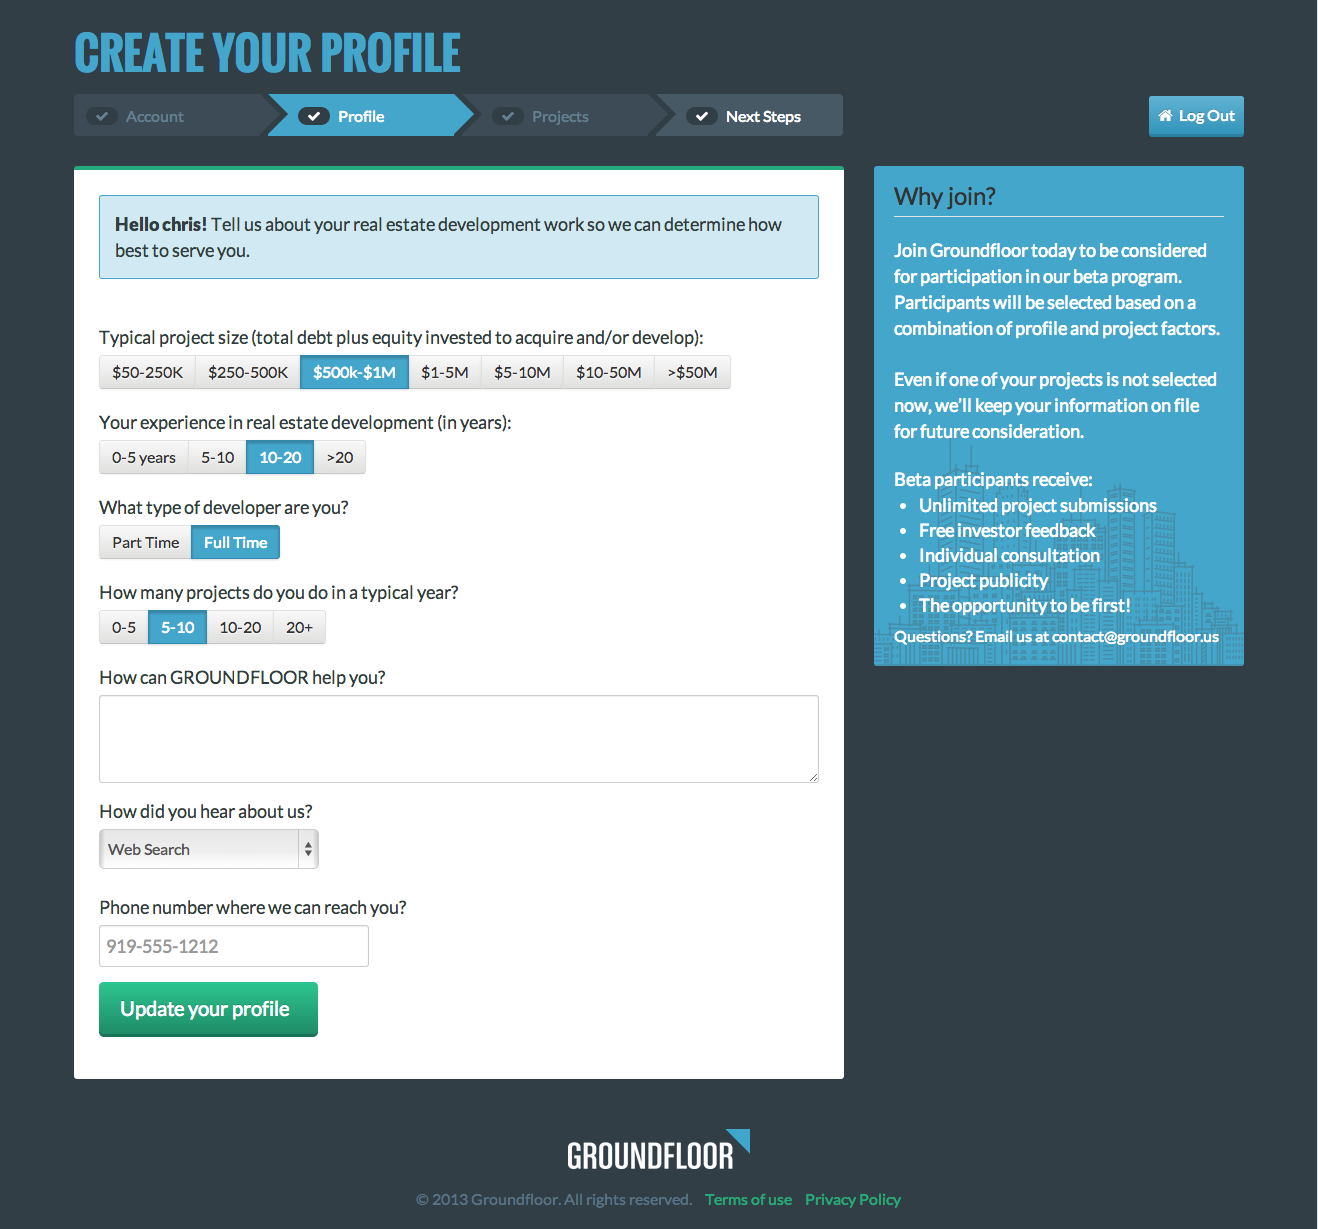 CREATE YOUR PROFILE
Account
Profile
Projects
Next Steps
Log Out
Hello chris! Tell us about your real estate development work so we can determine how
best to serve you.
Typical project size (total debt plus equity invested to acquire and/or develop):
$50-250K $250-500K $500k-$1M $1-5M $5-10M $10-50M >$50M
Your experience in real estate development (in years):
0-5 years 5-10 10-20 >20
What type of developer are you?
Part Time Full Time
How many projects do you do in a typical year?
0-5 5-10 10-20 20+
How can GROUNDFLOOR help you?
How did you hear about us?
Web Search
Phone number where we can reach you?
919-555-1212
Update your profile
Why join?
Join Groundfloor today to be considered
for participation in our beta program.
Participants will be selected based on a
combination of profile and project factors.
Even if one of your projects is not selected
now, we'll keep your information on file
for future consideration.
Beta participants receive:
• Unlimited project submissions
• Free investor feedback
• Individual consultation
• Project publicity
• The opportunity to be first!
Questions? Email us at contact@groundfloor.us
GROUNDFLOOR
© 2013 Groundfloor. All rights reserved. Terms of use Privacy Policy